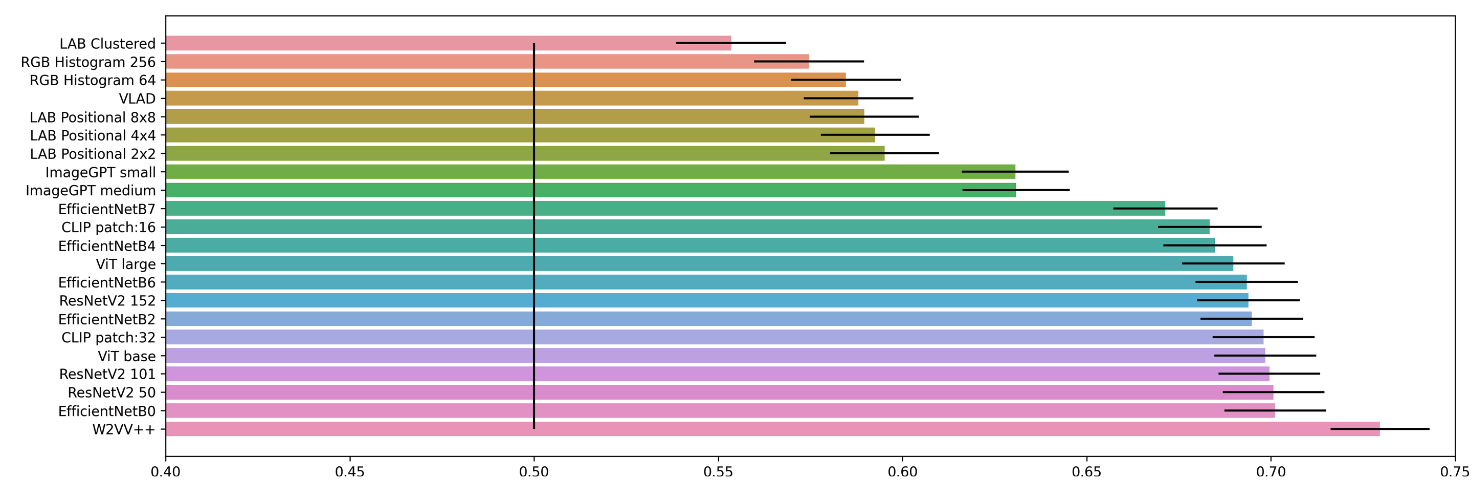 LAB Clustered
RGB Histogram 256
RGB Histogram 64
VLAD
LAB Positional 8x8
LAB Positional 4x4
LAB Positional 2x2
ImageGPT small
ImageGPT medium
EfficientNetB7
CLIP patch:16
EfficientNetB4
ViT large
EfficientNetB6
ResNetV2 152
EfficientNetB2
CLIP patch:32
ViT base
ResNetV2 101
ResNetV2 50
EfficientNetB0
W2VV++
0.40 0.45 0.50 0.55 0.60 0.65 0.70 0.75